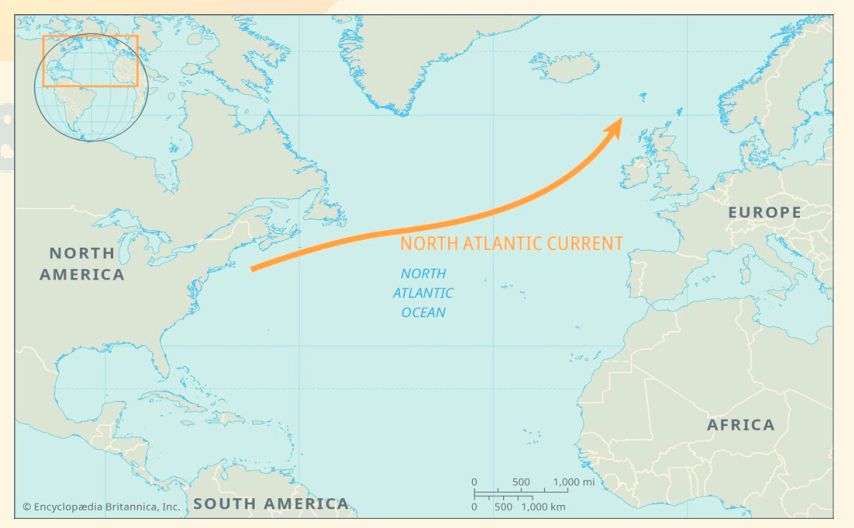 EUROPE
NORTH
AMERICA
NORTH ATLANTIC CURRENT
NORTH
ATLANTIC
OCEAN
AFRICA
0 500 1,000 mi
0 500 1,000 km
© Encyclopædia Britannica, Inc.
SOUTH AMERICA